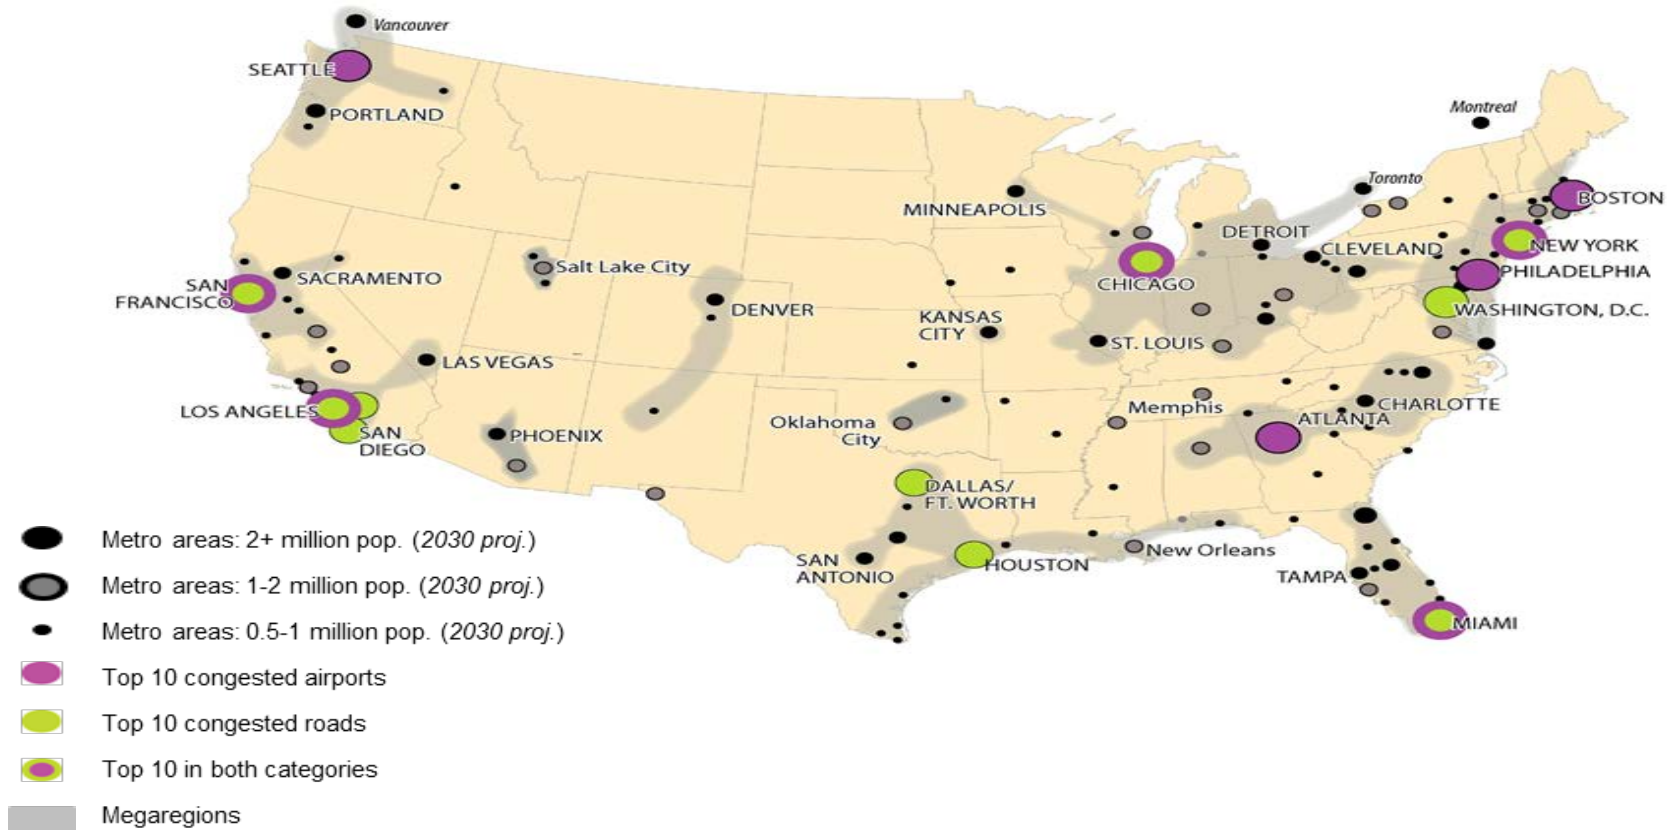 Vancouver
SEATTLE
PORTLAND
Montreal
Toronto
MINNEAPOLIS
BOSTON
DETROIT
CLEVELAND
NEW YORK
Salt Lake City
SACRAMENTO
PHILADELPHIA
CHICAGO
SAN
FRANCISCO
DENVER
WASHINGTON, D.C.
KANSAS
CITY
ST. LOUIS
LAS VEGAS
LOS ANGELES
Memphis
CHARLOTTE
ATLANTA
Oklahoma
City
SAN
DIEGO
PHOENIX
DALLAS/
FT. WORTH
SAN
ANTONIO
HOUSTON
New Orleans
TAMPA
MIAMI
Metro areas: 2+ million pop. (2030 proj.)
Metro areas: 1-2 million pop. (2030 proj.)
Metro areas: 0.5-1 million pop. (2030 proj.)
Top 10 congested airports
Top 10 congested roads
Top 10 in both categories
Megaregions